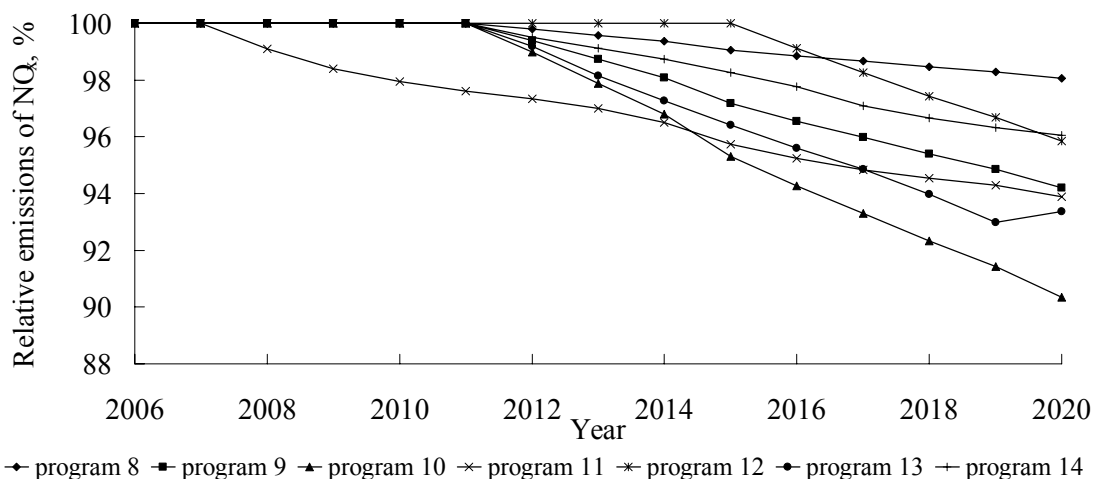 Relative emissions of NOx, %
100
98
96
94
92
90
88
2006 2008 2010 2012 2014 2016 2018 2020
Year
program 8 program 9 program 10 program 11 program 12 program 13 program 14